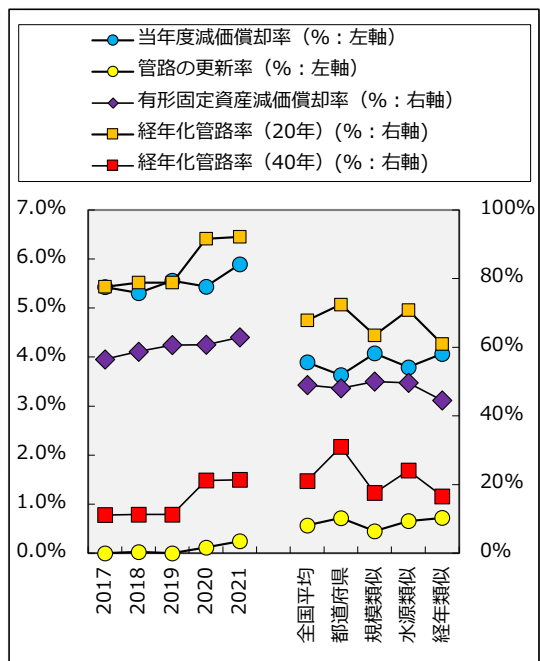 当年度減価償却率（%：左軸）
管路の更新率（%：左軸）
有形固定資産減価償却率（%：右軸）
経年化管路率（20年）(%：右軸)
経年化管路率（40年）(%：右軸)
7.0%
6.0%
5.0%
4.0%
3.0%
2.0%
1.0%
0.0%
100%
80%
60%
40%
20%
0%
2017
2018
2019
2020
2021
全国平均
都道府県
規模類似
水源類似
経年類似